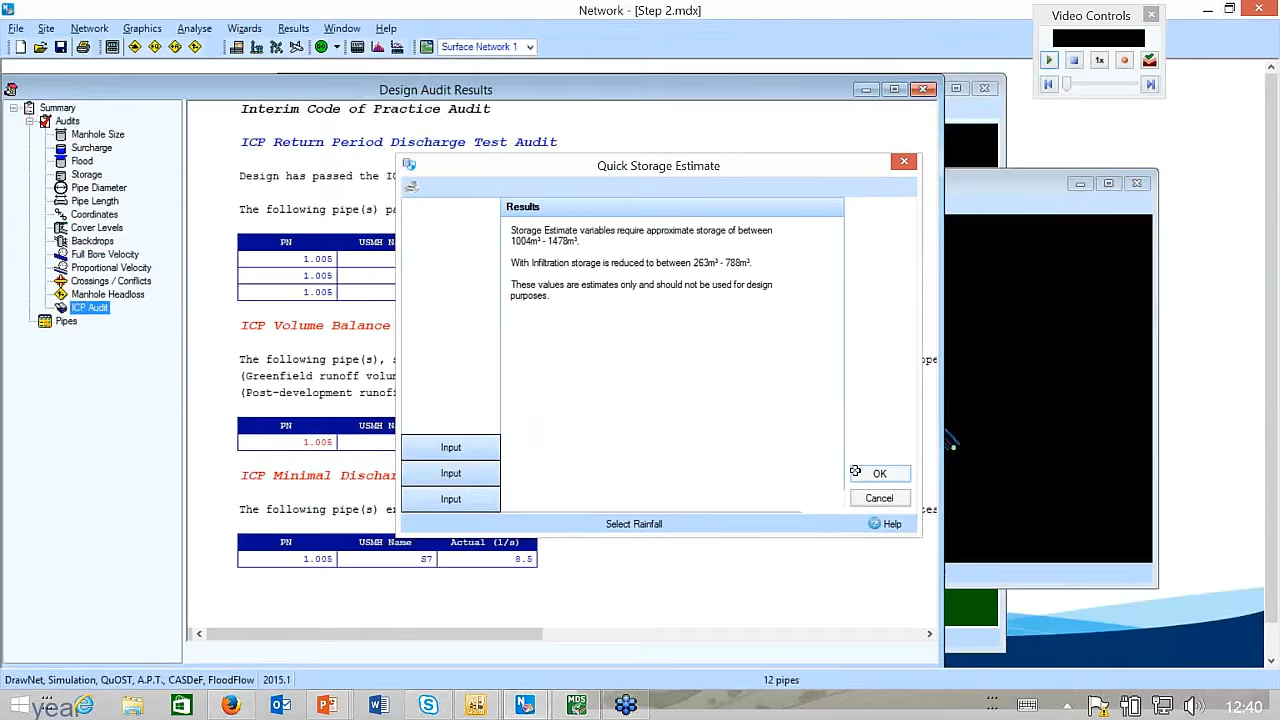 Network - [Step 2.mdx]
File Site Network Graphics Analyse Wizards Results Window Help
Surface Network 1
Video Controls
1x
Design Audit Results
Summary
Audits
Manhole Size
Surcharge
Flood
Storage
Pipe Diameter
Pipe Length
Coordinates
Cover Levels
Backdrops
Full Bore Velocity
Proportional Velocity
Crossings / Conflicts
Manhole Headloss
ICP Audit
Pipes
Interim Code of Practice Audit
ICP Return Period Discharge Test Audit
Design has passed the IC
The following pipe(s) pa
PN USMH Na
1.005
1.005
1.005
ICP Volume Balance
The following pipe(s), s
(Greenfield runoff volu
(Post-development runof
PN USMH Na
1.005
ICP Minimal Dischar
The following pipe(s) e
PN USMH Name Actual (l/s)
1.005 S7 8.5
Quick Storage Estimate
Results
Storage Estimate variables require approximate storage of between
1004m³ - 1478m³.
With Infiltration storage is reduced to between 263m³ - 788m³.
These values are estimates only and should not be used for design
purposes.
Input
Input
Input
OK
Cancel
Select Rainfall
Help
DrawNet, Simulation, QuOST, A.P.T., CASDeF, FloodFlow 2015.1 12 pipes
year
MDS
12:40